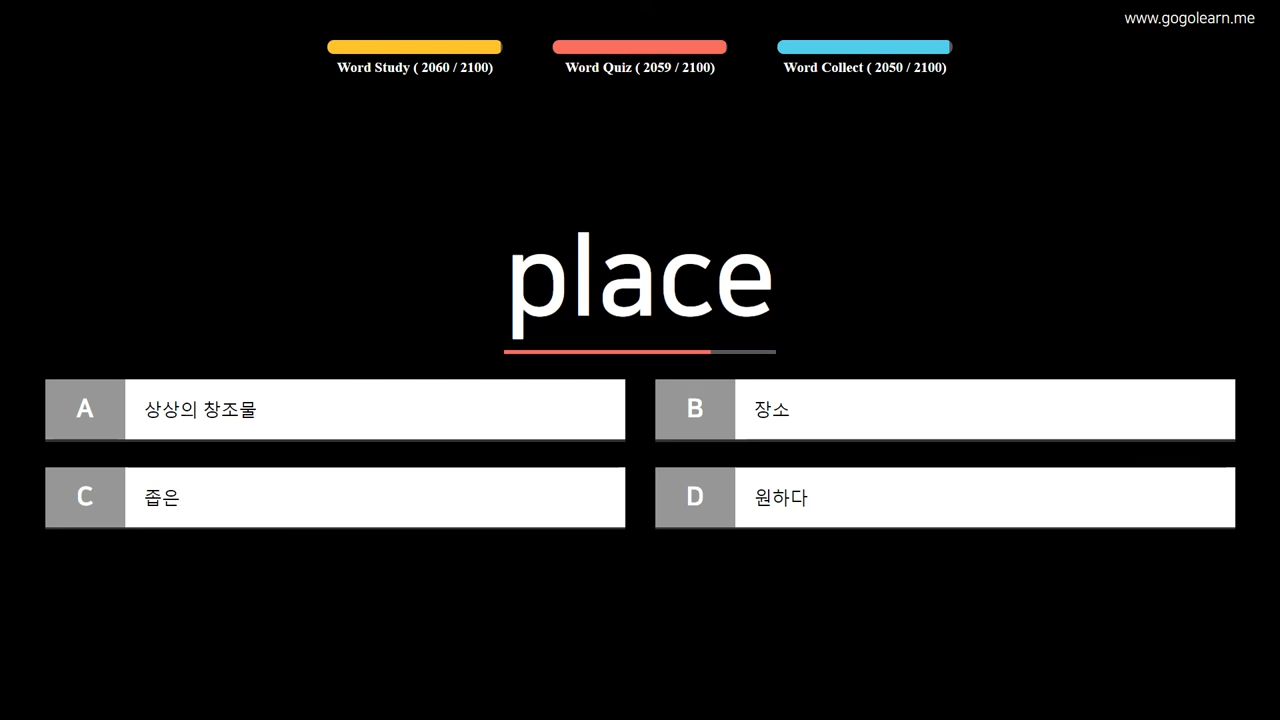 www.gogolearn.me
Word Study ( 2060 / 2100)
Word Quiz ( 2059 / 2100)
Word Collect ( 2050 / 2100)
place
A 상상의 창조물
B 장소
C 좁은
D 원하다